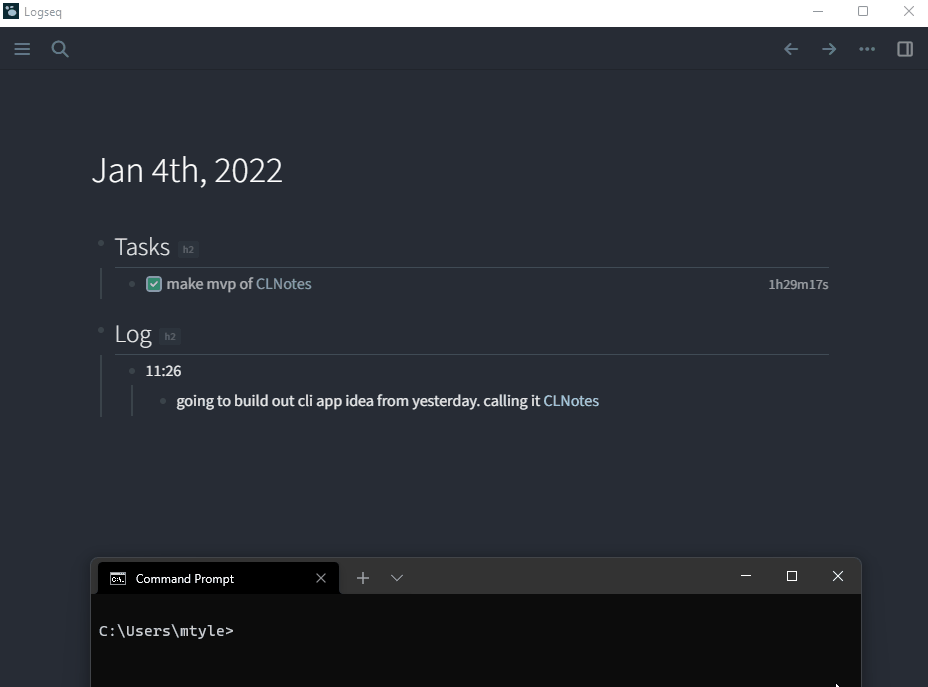 Logseq
Jan 4th, 2022
Tasks h2
make mvp of CLNotes 1h29m17s
Log h2
11:26
going to build out cli app idea from yesterday. calling it CLNotes
Command Prompt
C:\Users\mtyle>